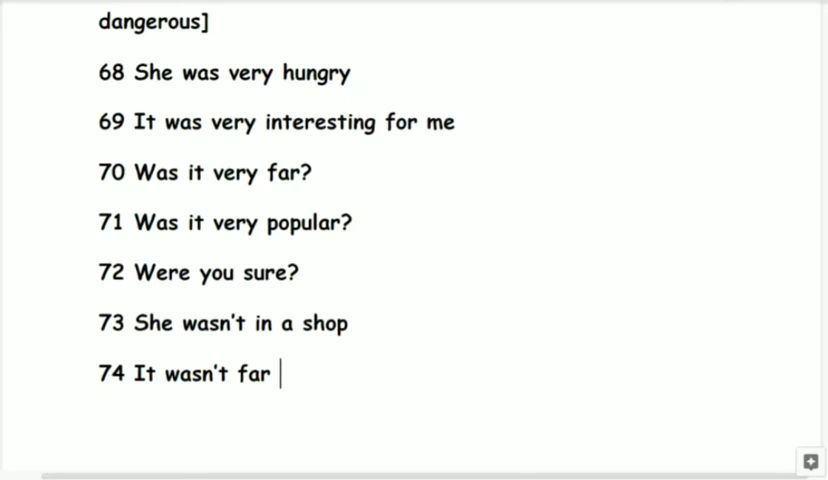 dangerous]
68 She was very hungry
69 It was very interesting for me
70 Was it very far?
71 Was it very popular?
72 Were you sure?
73 She wasn't in a shop
74 It wasn't far